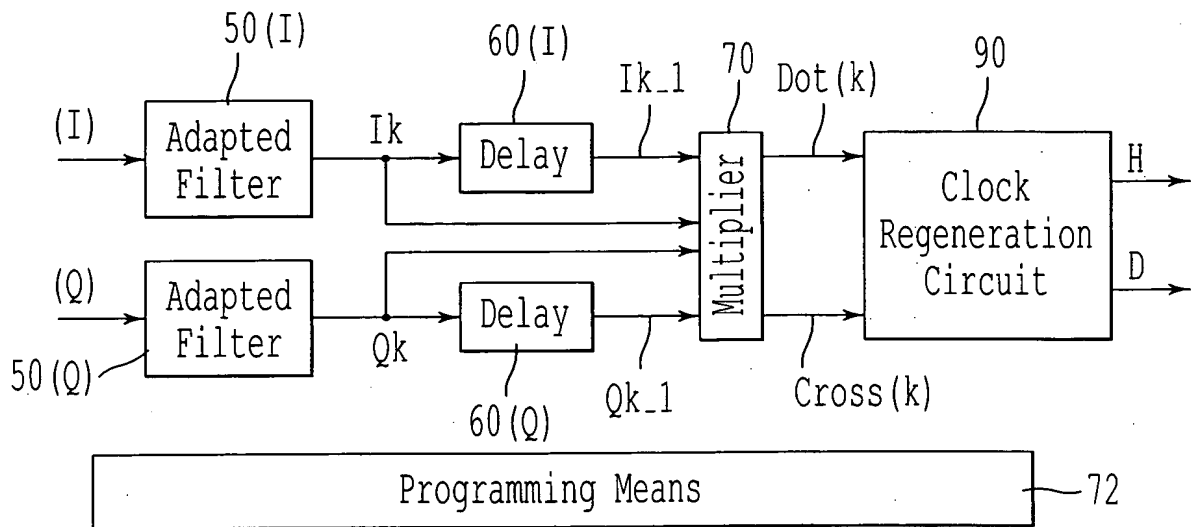 50(I)
60(I)
70
90
(I)
Adapted
Filter
Ik
Delay
Ik_1
Dot(k)
Multiplier
Clock
Regeneration
Circuit
H
(Q)
Adapted
Filter
50(Q)
Qk
Delay
60(Q)
Qk_1
Cross(k)
D
Programming Means
72